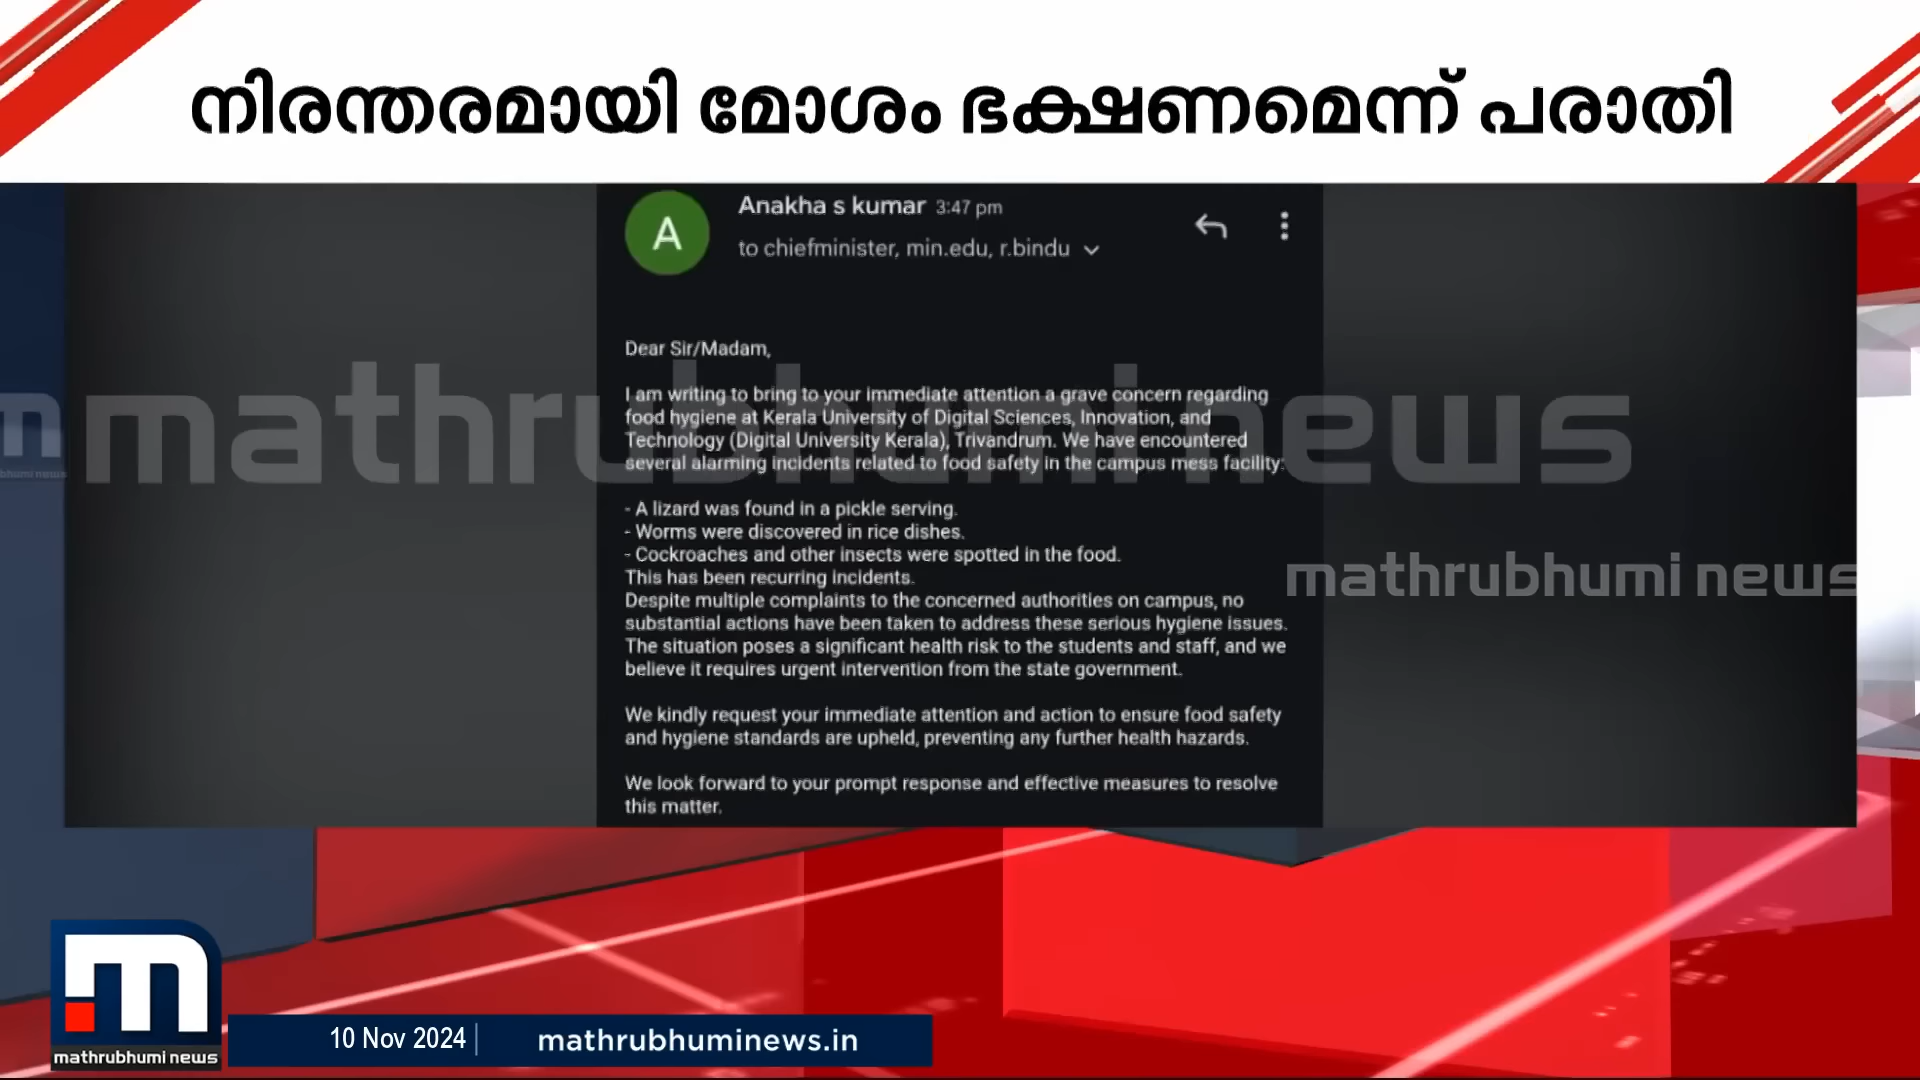 നിരന്തരമായി മോശം ഭക്ഷണമെന്ന് പരാതി
A
Anakha s kumar 3:47 pm
to chiefminister, min.edu, r.bindu
Dear Sir/Madam,
I am writing to bring to your immediate attention a grave concern regarding
food hygiene at Kerala University of Digital Sciences, Innovation, and
Technology (Digital University Kerala), Trivandrum. We have encountered
several alarming incidents related to food safety in the campus mess facility:
- A lizard was found in a pickle serving.
- Worms were discovered in rice dishes.
- Cockroaches and other insects were spotted in the food.
This has been recurring incidents.
Despite multiple complaints to the concerned authorities on campus, no
substantial actions have been taken to address these serious hygiene issues.
The situation poses a significant health risk to the students and staff, and we
believe it requires urgent intervention from the state government.
We kindly request your immediate attention and action to ensure food safety
and hygiene standards are upheld, preventing any further health hazards.
We look forward to your prompt response and effective measures to resolve
this matter.
mathrubhumi news
mathrubhumi news
mathrubhumi news
10 Nov 2024
mathrubhuminews.in